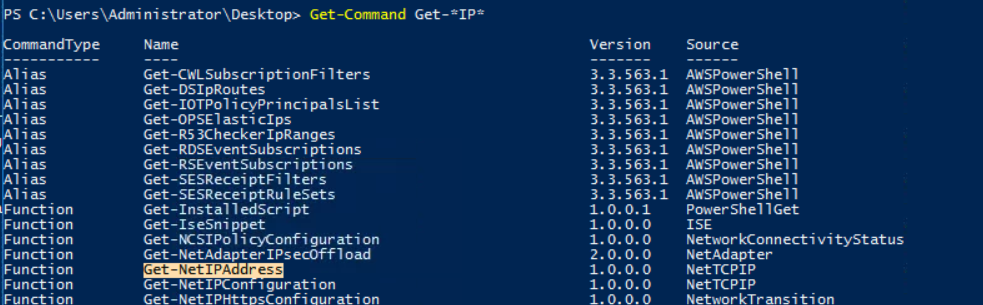 PS C:\Users\Administrator\Desktop> Get-Command Get-*IP*
CommandType Name Version Source
----------- ---- ------- ------
Alias Get-CWLSubscriptionFilters 3.3.563.1 AWSPowerShell
Alias Get-DSIpRoutes 3.3.563.1 AWSPowerShell
Alias Get-IOTPolicyPrincipalsList 3.3.563.1 AWSPowerShell
Alias Get-OPSElasticIps 3.3.563.1 AWSPowerShell
Alias Get-R53CheckerIpRanges 3.3.563.1 AWSPowerShell
Alias Get-RDSEventSubscriptions 3.3.563.1 AWSPowerShell
Alias Get-RSEventSubscriptions 3.3.563.1 AWSPowerShell
Alias Get-SESReceiptFilters 3.3.563.1 AWSPowerShell
Alias Get-SESReceiptRuleSets 3.3.563.1 AWSPowerShell
Function Get-InstalledScript 1.0.0.1 PowerShellGet
Function Get-IseSnippet 1.0.0.0 ISE
Function Get-NCSIPolicyConfiguration 1.0.0.0 NetworkConnectivityStatus
Function Get-NetAdapterIPsecOffload 2.0.0.0 NetAdapter
Function Get-NetIPAddress 1.0.0.0 NetTCPIP
Function Get-NetIPConfiguration 1.0.0.0 NetTCPIP
Function Get-NetIPHttpsConfiguration 1.0.0.0 NetworkTransition